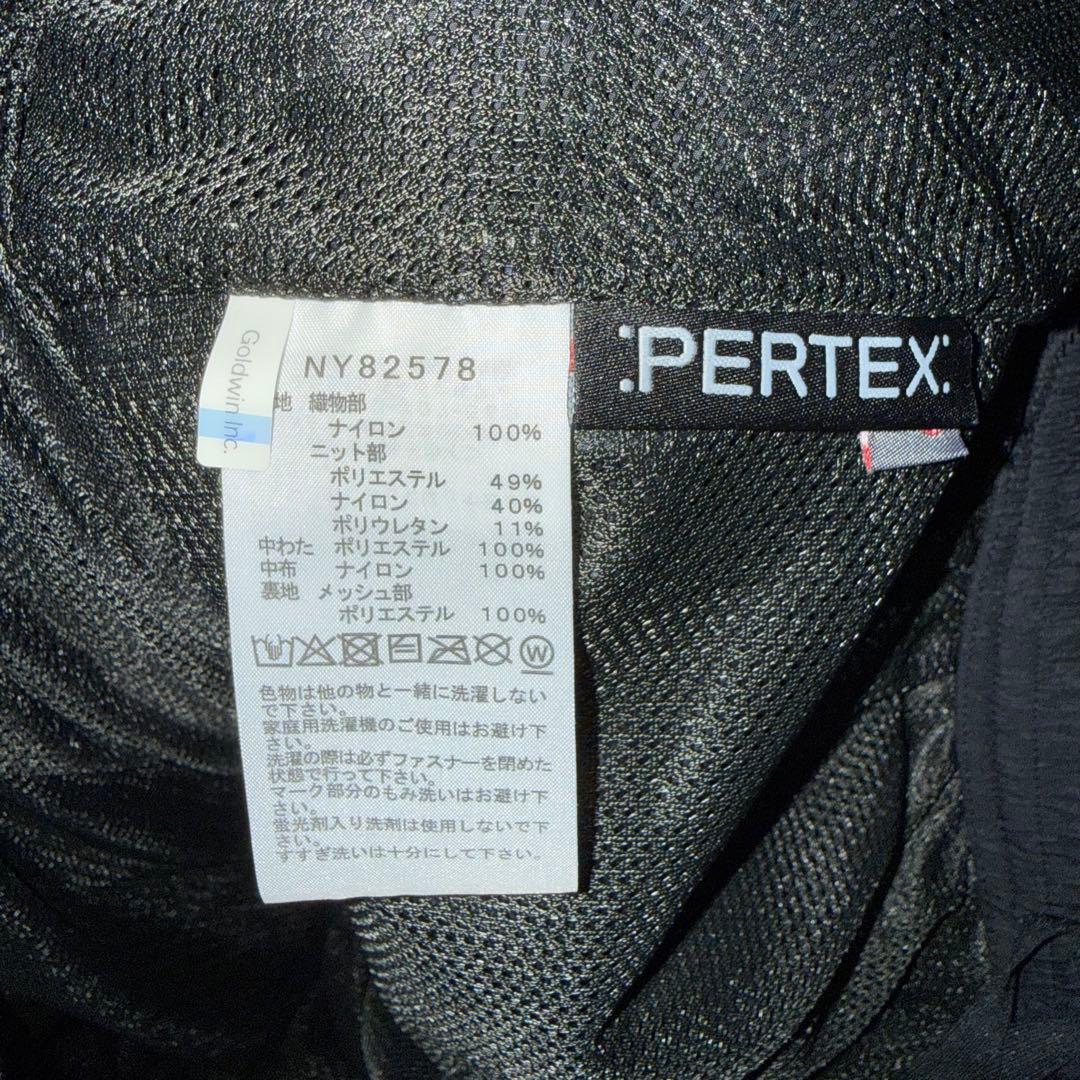 Goldwin Inc.
NY82578
地 織物部
ナイロン 100%
ニット部
ポリエステル 49%
ナイロン 40%
ポリウレタン 11%
中わた ポリエステル 100%
中布 ナイロン 100%
裏地 メッシュ部
ポリエステル 100%
W
色物は他の物と一緒に洗濯しない
で下さい。
家庭用洗濯機のご使用はお避け下
さい。
洗濯の際は必ずファスナーを閉めた
状態で行って下さい。
マーク部分のもみ洗いはお避け下
さい。
蛍光剤入り洗剤は使用しないで下
さい。
すすぎ洗いは十分にして下さい。
:PERTEX: